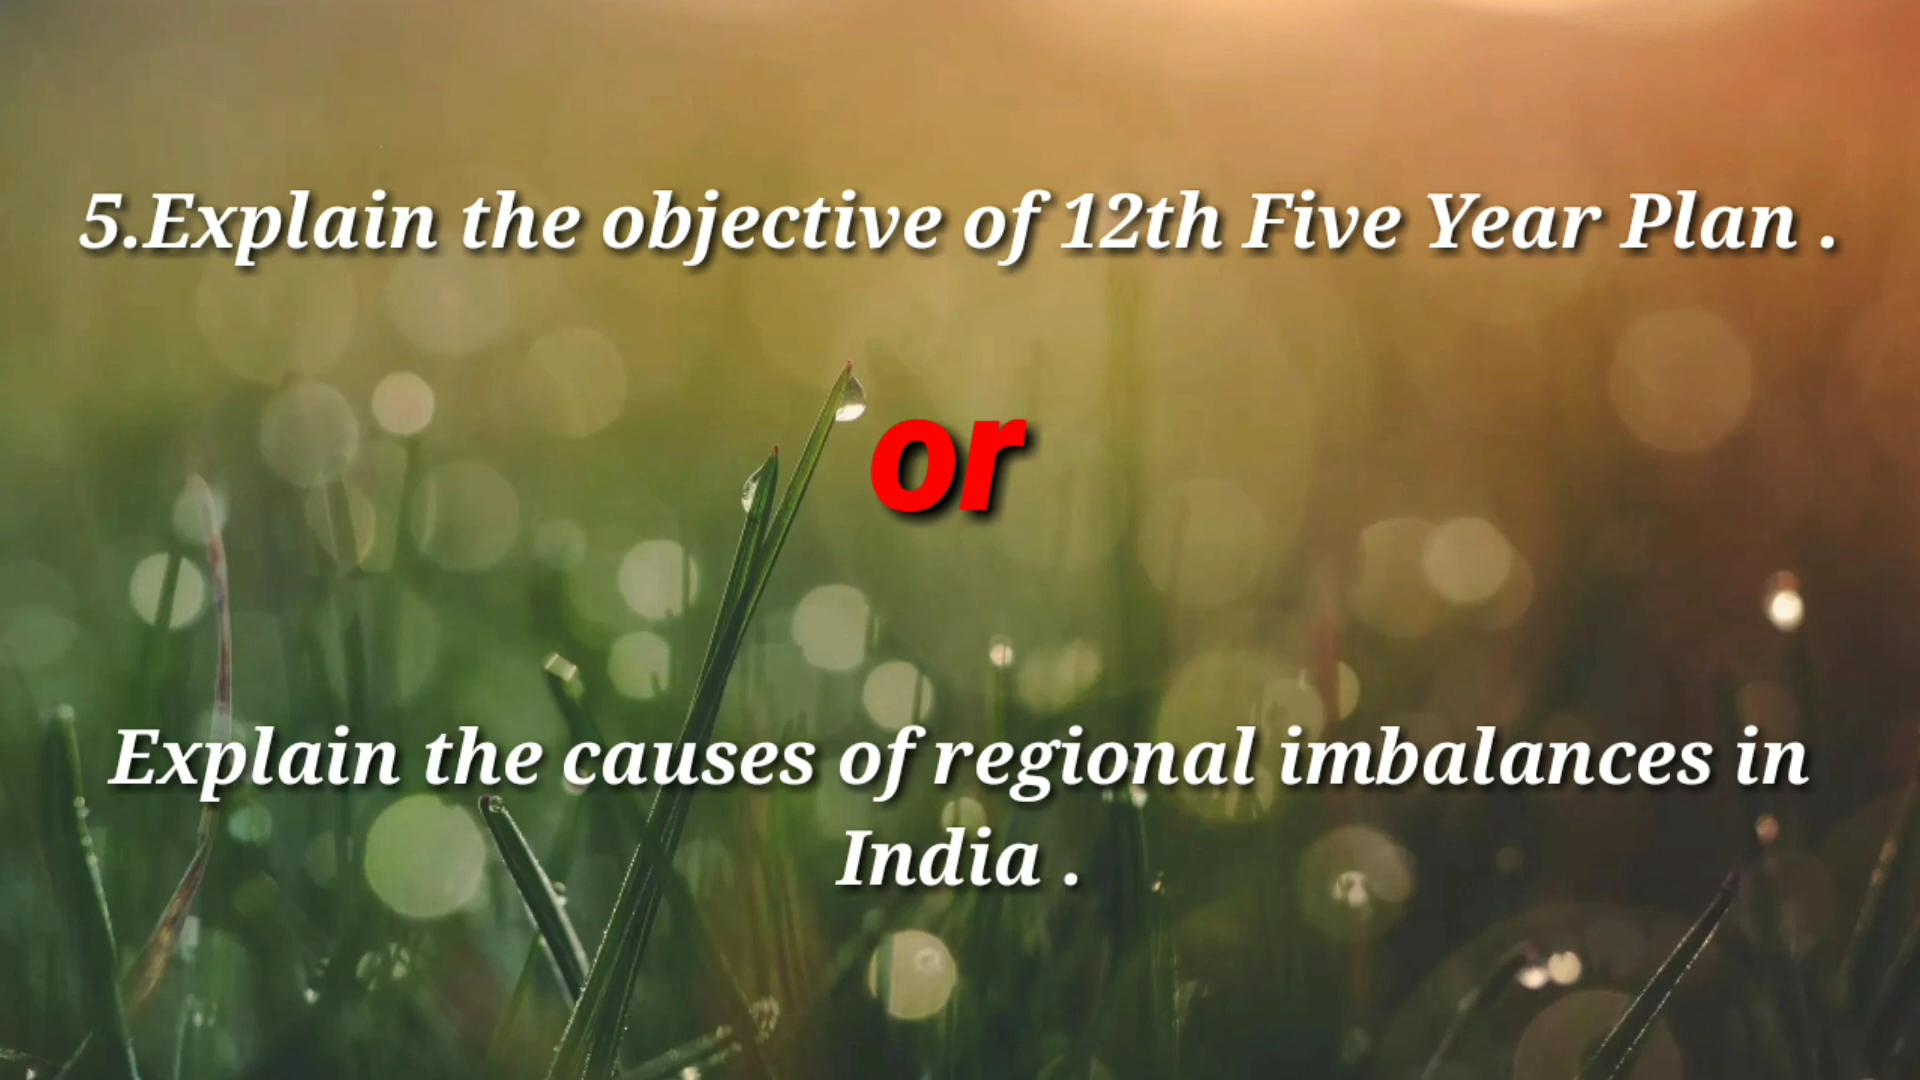 5.Explain the objective of 12th Five Year Plan .
or
Explain the causes of regional imbalances in
India .